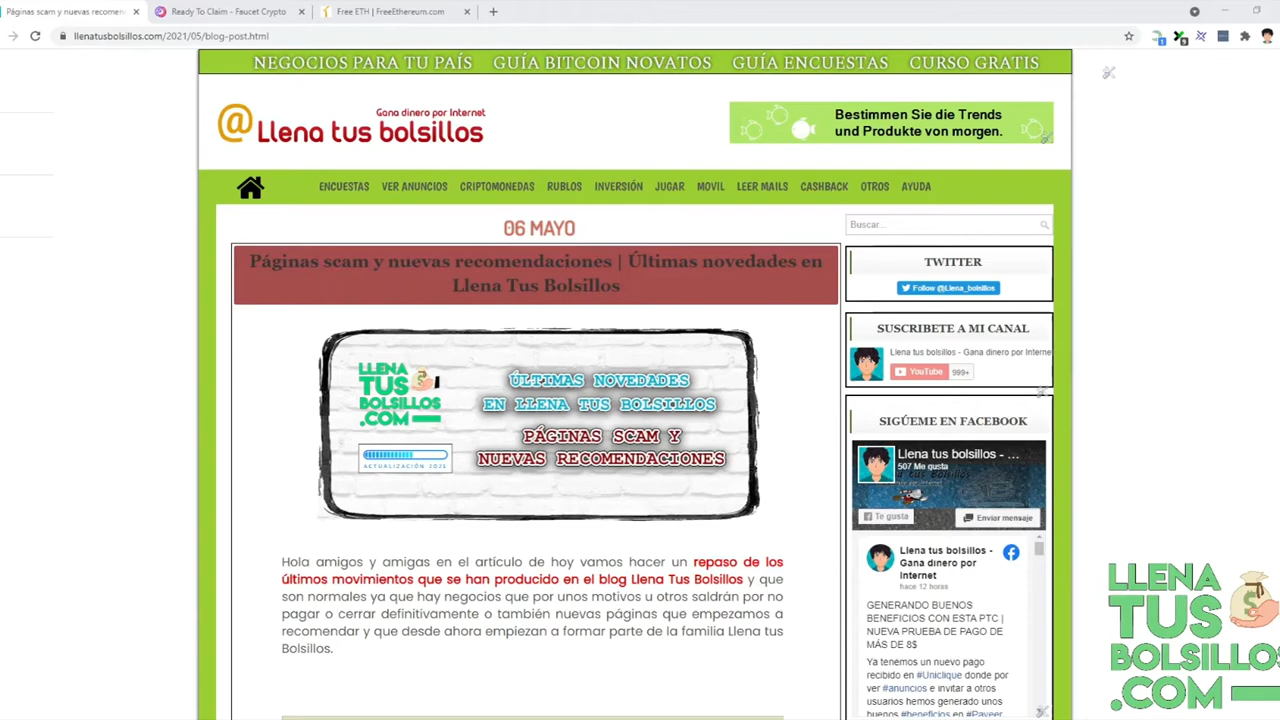 Páginas scam y nuevas recomen
Ready To Claim - Faucet Crypto
Free ETH | FreeEthereum.com
llenatusbolsillos.com/2021/05/blog-post.html
NEGOCIOS PARA TU PAÍS GUÍA BITCOIN NOVATOS GUÍA ENCUESTAS CURSO GRATIS
Gana dinero por Internet
@Llena tus bolsillos
Bestimmen Sie die Trends
und Produkte von morgen.
ENCUESTAS VER ANUNCIOS CRIPTOMONEDAS RUBLOS INVERSIÓN JUGAR MOVIL LEER MAILS CASHBACK OTROS AYUDA
06 MAYO
Páginas scam y nuevas recomendaciones | Últimas novedades en
Llena Tus Bolsillos
LLENA
TUS
BOLSILLOS
.COM
ACTUALIZACIÓN 2021
ÚLTIMAS NOVEDADES
EN LLENA TUS BOLSILLOS
PÁGINAS SCAM Y
NUEVAS RECOMENDACIONES
Hola amigos y amigas en el artículo de hoy vamos hacer un repaso de los
últimos movimientos que se han producido en el blog Llena Tus Bolsillos y que
son normales ya que hay negocios que por unos motivos u otros saldrán por no
pagar o cerrar definitivamente o también nuevas páginas que empezamos a
recomendar y que desde ahora empiezan a formar parte de la familia Llena tus
Bolsillos.
Buscar...
TWITTER
Follow @Llena_bolsillos
SUSCRIBETE A MI CANAL
Llena tus bolsillos - Gana dinero por Interne
YouTube 999+
SIGÚEME EN FACEBOOK
Llena tus bolsillos - ...
507 Me gusta
Te gusta
Enviar mensaje
Llena tus bolsillos -
Gana dinero por
Internet
hace 12 horas
GENERANDO BUENOS
BENEFICIOS CON ESTA PTC |
NUEVA PRUEBA DE PAGO DE
MÁS DE 8$
Ya tenemos un nuevo pago
recibido en #Uniclique donde por
ver #anuncios e invitar a otros
usuarios hemos generado unos
buenos #beneficios en #Payeer
LLENA
TUS
BOLSILLOS
.COM